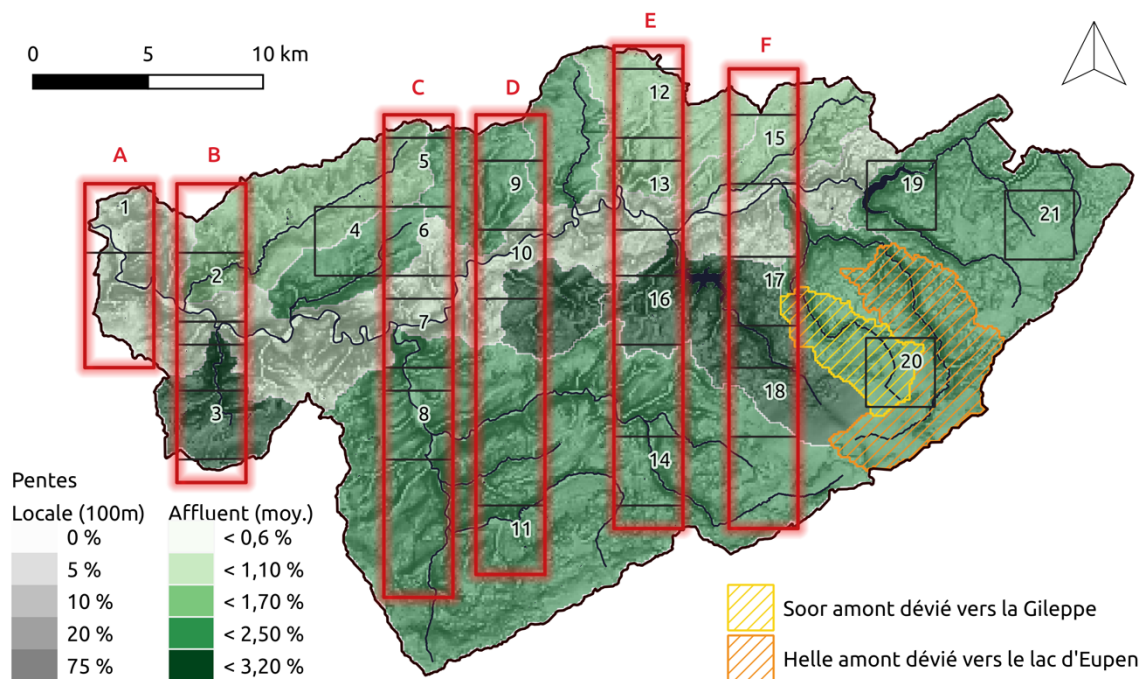 0 5 10 km
A
B
C
D
E
F
1
2
3
4
5
6
7
8
9
10
11
12
13
14
15
16
17
18
19
20
21
Pentes
Locale (100m) Affluent (moy.)
0 % < 0,6 %
5 % < 1,10 %
10 % < 1,70 %
20 % < 2,50 %
75 % < 3,20 %
Soor amont dévié vers la Gileppe
Helle amont dévié vers le lac d'Eupen